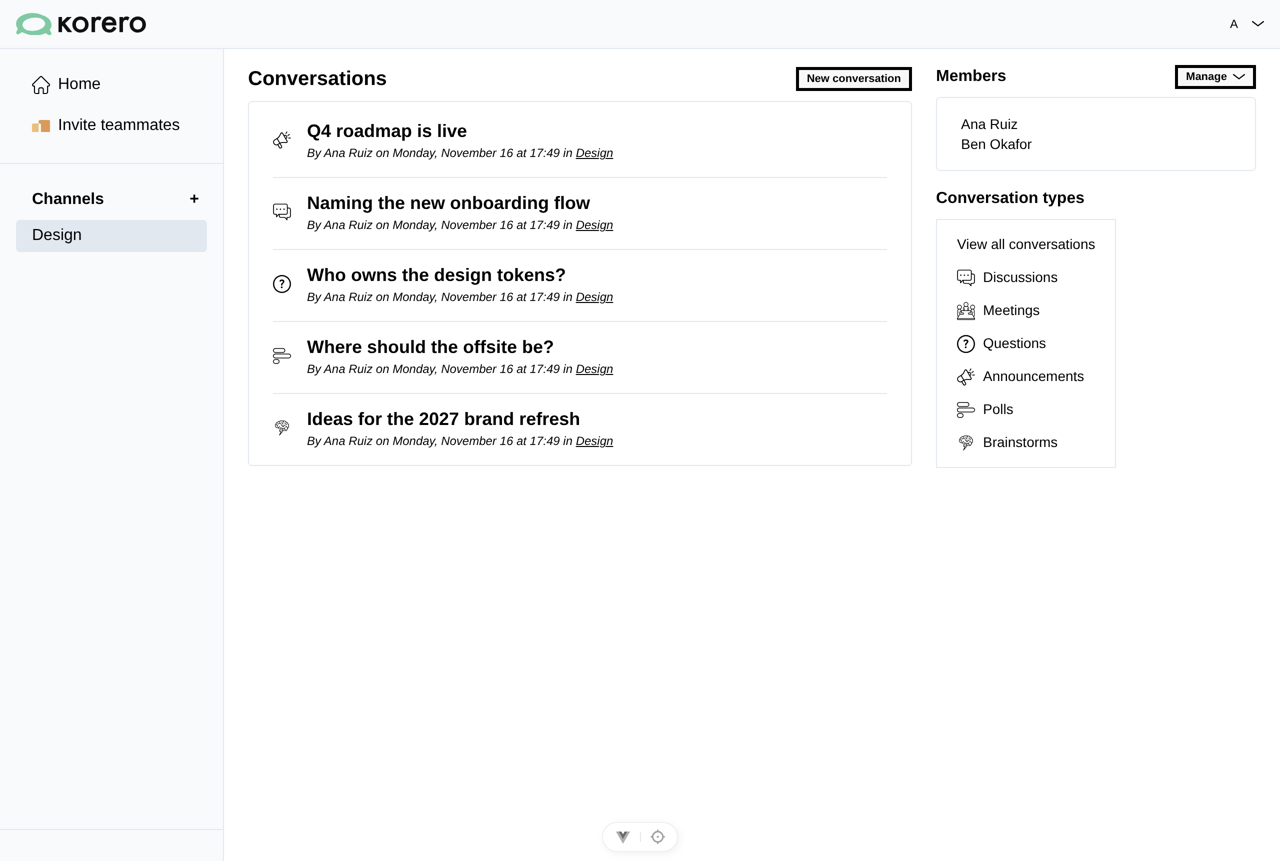 korero
A
Home
Invite teammates
Channels
+
Design
Conversations
New conversation
Q4 roadmap is live
By Ana Ruiz on Monday, November 16 at 17:49 in Design
Naming the new onboarding flow
By Ana Ruiz on Monday, November 16 at 17:49 in Design
Who owns the design tokens?
By Ana Ruiz on Monday, November 16 at 17:49 in Design
Where should the offsite be?
By Ana Ruiz on Monday, November 16 at 17:49 in Design
Ideas for the 2027 brand refresh
By Ana Ruiz on Monday, November 16 at 17:49 in Design
Members
Manage
Ana Ruiz
Ben Okafor
Conversation types
View all conversations
Discussions
Meetings
Questions
Announcements
Polls
Brainstorms